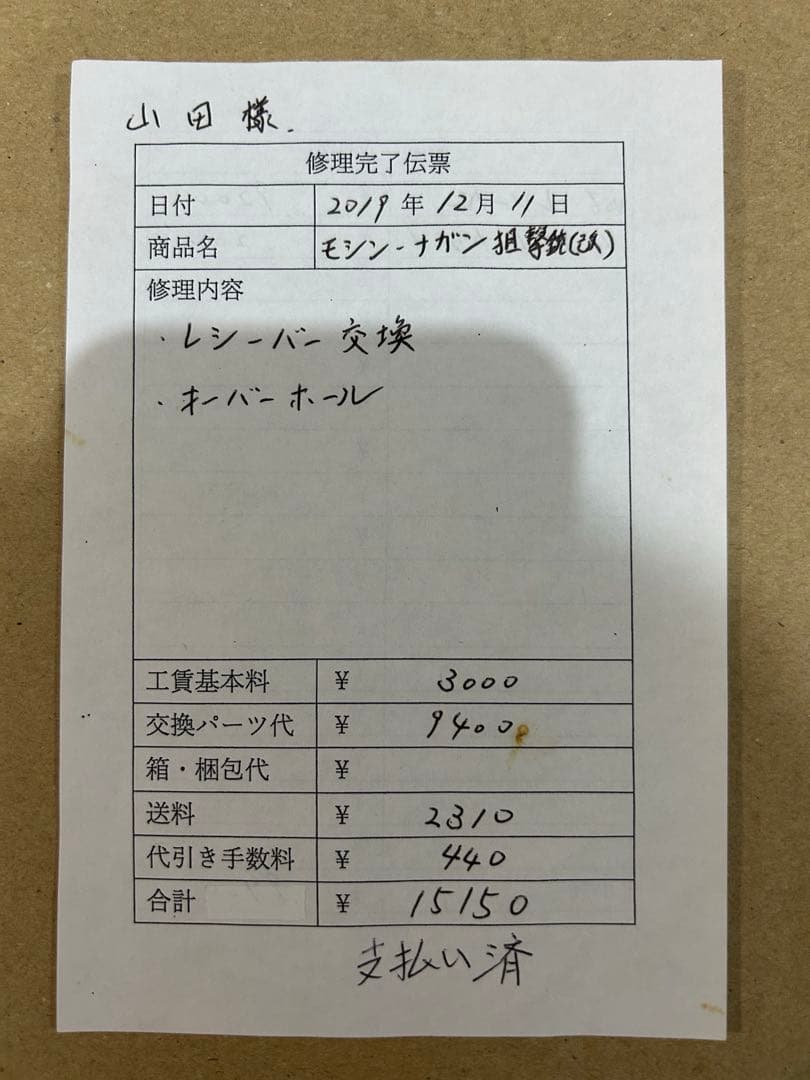 山田様.
修理完了伝票
日付 2019年12月11日
商品名 モシン-ナガン狙撃銃(改)
修理内容
・レシーバー交換
・オーバーホール
工賃基本料 ¥ 3000
交換パーツ代 ¥ 9400
箱・梱包代 ¥
送料 ¥ 2310
代引き手数料 ¥ 440
合計 ¥ 15150
支払い済